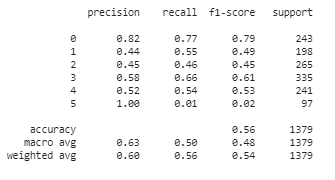 precision recall f1-score support
0 0.82 0.77 0.79 243
1 0.44 0.55 0.49 198
2 0.45 0.46 0.45 265
3 0.58 0.66 0.61 335
4 0.52 0.54 0.53 241
5 1.00 0.01 0.02 97
accuracy 0.56 1379
macro avg 0.63 0.50 0.48 1379
weighted avg 0.60 0.56 0.54 1379